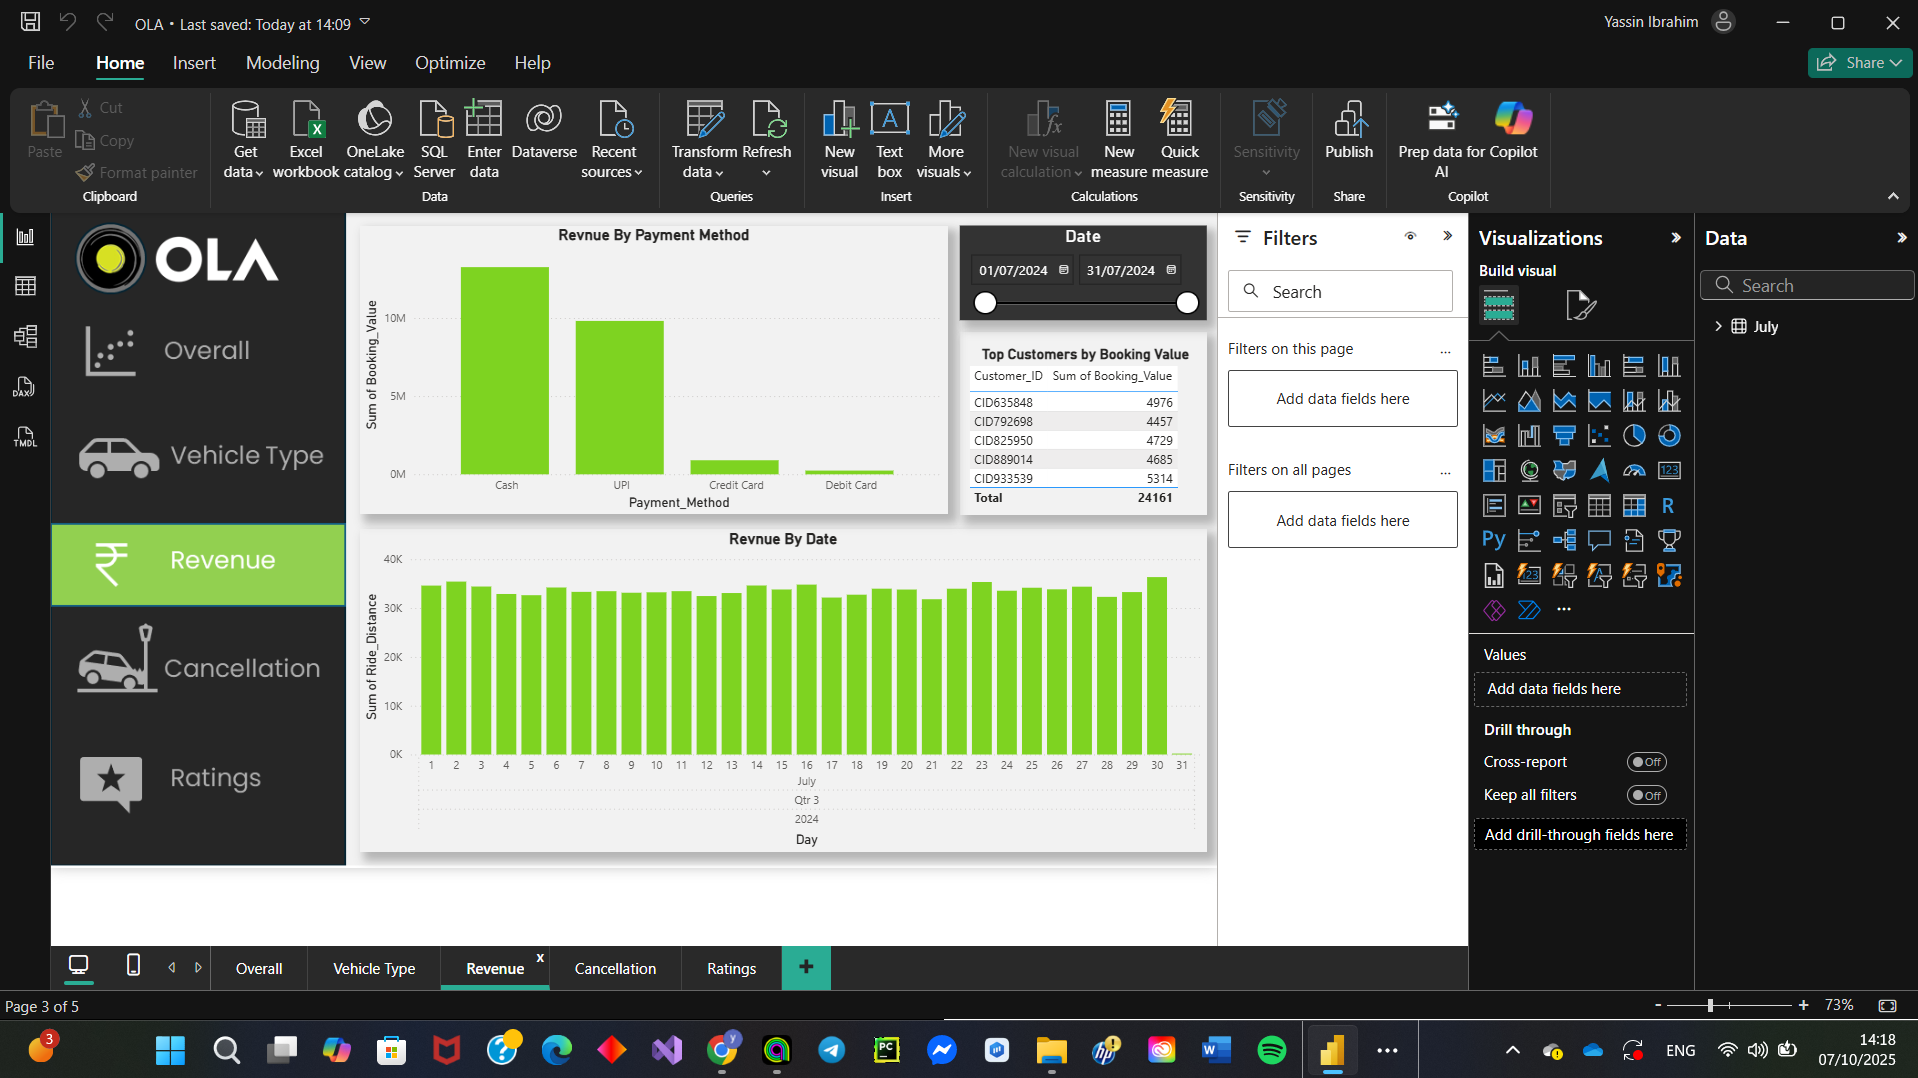 OLA • Last saved: Today at 14:09
Yassin Ibrahim
File Home Insert Modeling View Optimize Help
Share
Paste
Cut
Copy
Format painter
Clipboard
Get data
Excel workbook
OneLake catalog
SQL Server
Enter data
Dataverse
Recent sources
Data
Transform data
Refresh
Queries
New visual
Text box
More visuals
Insert
New visual calculation
New measure
Quick measure
Calculations
Sensitivity
Sensitivity
Publish
Share
Prep data for AI
Copilot
Copilot
DAX
TMDL
OLA
Overall
Vehicle Type
Revenue
Cancellation
Ratings
Revnue By Payment Method
Sum of Booking_Value
10M
5M
0M
Cash UPI Credit Card Debit Card
Payment_Method
Date
01/07/2024 31/07/2024
Top Customers by Booking Value
Customer_ID Sum of Booking_Value
CID635848 4976
CID792698 4457
CID825950 4729
CID889014 4685
CID933539 5314
Total 24161
Revnue By Date
Sum of Ride_Distance
40K
30K
20K
10K
0K
1 2 3 4 5 6 7 8 9 10 11 12 13 14 15 16 17 18 19 20 21 22 23 24 25 26 27 28 29 30 31
July
Qtr 3
2024
Day
Filters
Search
Filters on this page
...
Add data fields here
Filters on all pages
...
Add data fields here
Visualizations
Build visual
123
R
Py
123
...
Values
Add data fields here
Drill through
Cross-report Off
Keep all filters Off
Add drill-through fields here
Data
Search
July
Overall Vehicle Type Revenue x Cancellation Ratings +
Page 3 of 5
- + 73%
3
y
PC
hp
W
ENG
14:18
07/10/2025